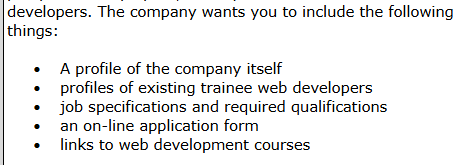 developers. The company wants you to include the following
things:
• A profile of the company itself
• profiles of existing trainee web developers
• job specifications and required qualifications
• an on-line application form
• links to web development courses